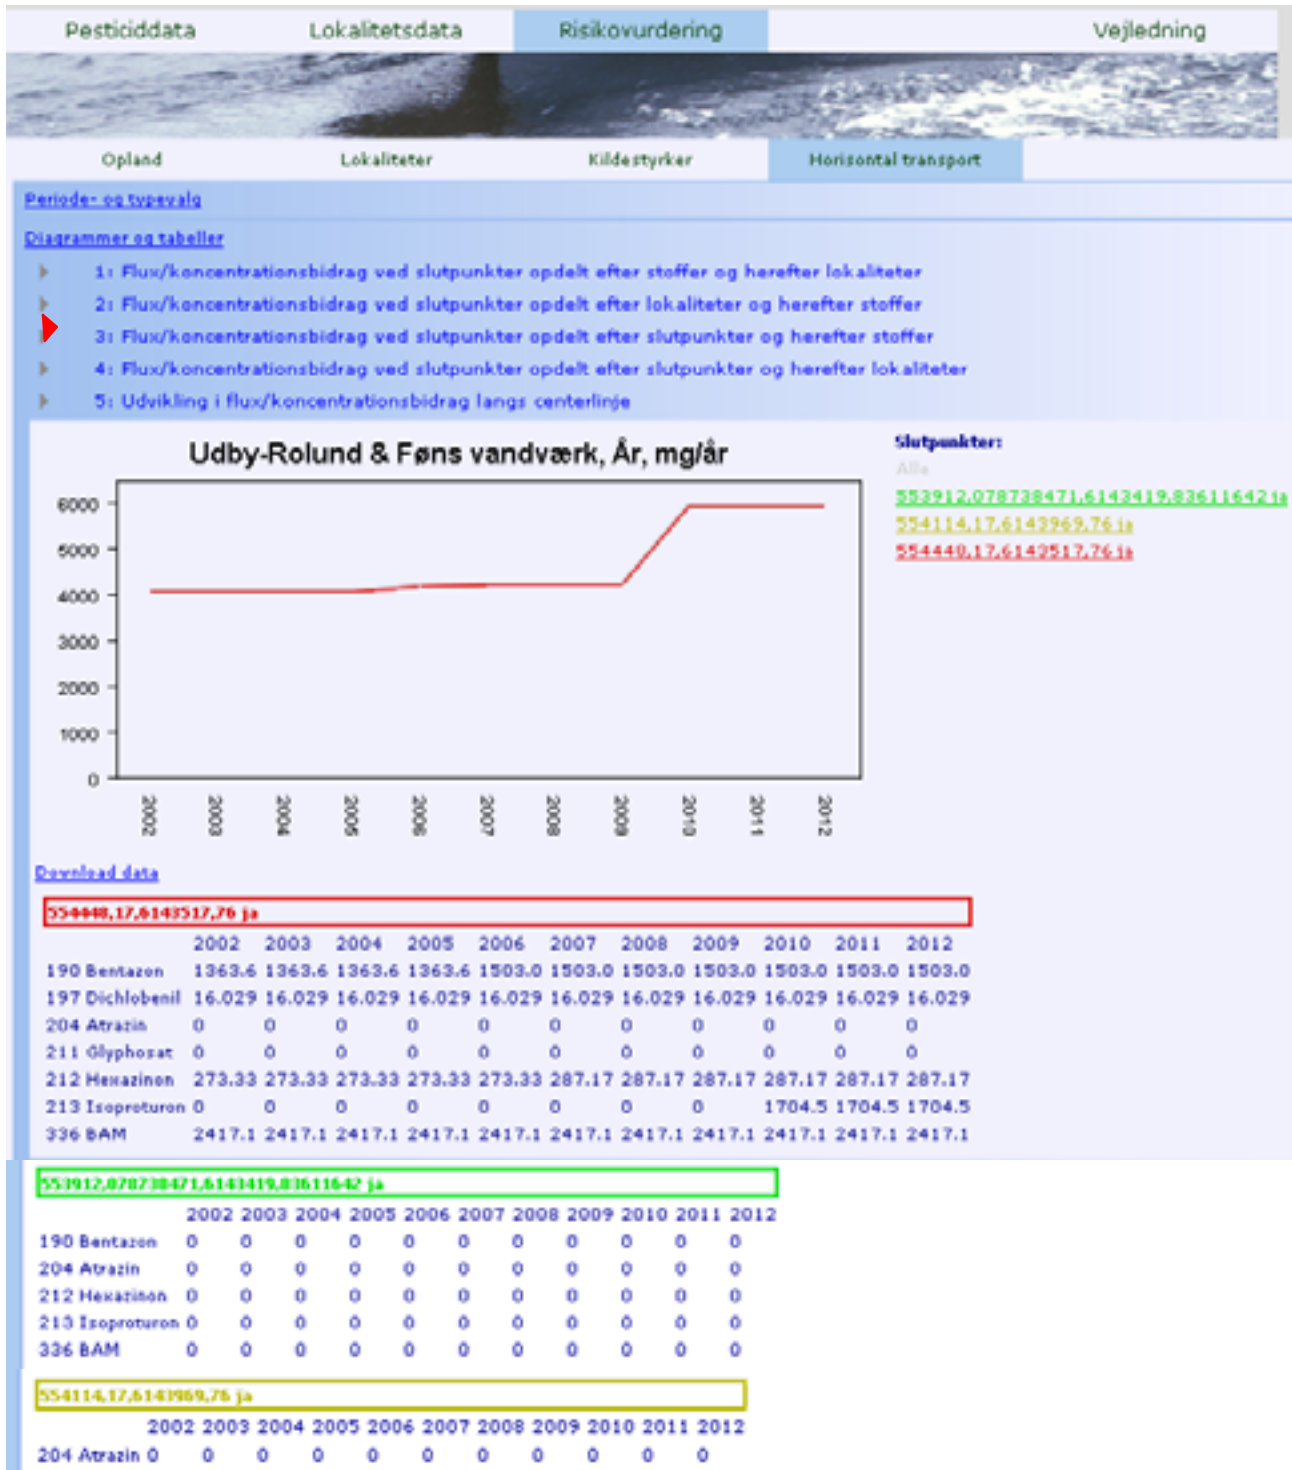 Pesticiddata Lokalitetsdata Risikovurdering Vejledning
Opland Lokaliteter Kildestyrker Horisontal transport
Periode- og typevalg
Diagrammer og tabeller
1: Flux/koncentrationsbidrag ved slutpunkter opdelt efter stoffer og herefter lokaliteter
2: Flux/koncentrationsbidrag ved slutpunkter opdelt efter lokaliteter og herefter stoffer
3: Flux/koncentrationsbidrag ved slutpunkter opdelt efter slutpunkter og herefter stoffer
4: Flux/koncentrationsbidrag ved slutpunkter opdelt efter slutpunkter og herefter lokaliteter
5: Udvikling i flux/koncentrationsbidrag langs centerlinje
Udby-Rolund & Føns vandværk, År, mg/år
Slutpunkter:
Alle
553912,078738471,6143419,83611642 ja
554114,17,6143969,76 ja
554448,17,6143517,76 ja
6000
5000
4000
3000
2000
1000
0
2002 2003 2004 2005 2006 2007 2008 2009 2010 2011 2012
Download data
554448,17,6143517,76 ja
2002 2003 2004 2005 2006 2007 2008 2009 2010 2011 2012
190 Bentazon 1363.6 1363.6 1363.6 1363.6 1503.0 1503.0 1503.0 1503.0 1503.0 1503.0 1503.0
197 Dichlobenil 16.029 16.029 16.029 16.029 16.029 16.029 16.029 16.029 16.029 16.029 16.029
204 Atrazin 0 0 0 0 0 0 0 0 0 0 0
211 Glyphosat 0 0 0 0 0 0 0 0 0 0 0
212 Hexazinon 273.33 273.33 273.33 273.33 273.33 287.17 287.17 287.17 287.17 287.17 287.17
213 Isoproturon 0 0 0 0 0 0 0 0 1704.5 1704.5 1704.5
336 BAM 2417.1 2417.1 2417.1 2417.1 2417.1 2417.1 2417.1 2417.1 2417.1 2417.1 2417.1
553912,078738471,6143419,83611642 ja
2002 2003 2004 2005 2006 2007 2008 2009 2010 2011 2012
190 Bentazon 0 0 0 0 0 0 0 0 0 0 0
204 Atrazin 0 0 0 0 0 0 0 0 0 0 0
212 Hexazinon 0 0 0 0 0 0 0 0 0 0 0
213 Isoproturon 0 0 0 0 0 0 0 0 0 0 0
336 BAM 0 0 0 0 0 0 0 0 0 0 0
554114,17,6143969,76 ja
2002 2003 2004 2005 2006 2007 2008 2009 2010 2011 2012
204 Atrazin 0 0 0 0 0 0 0 0 0 0 0